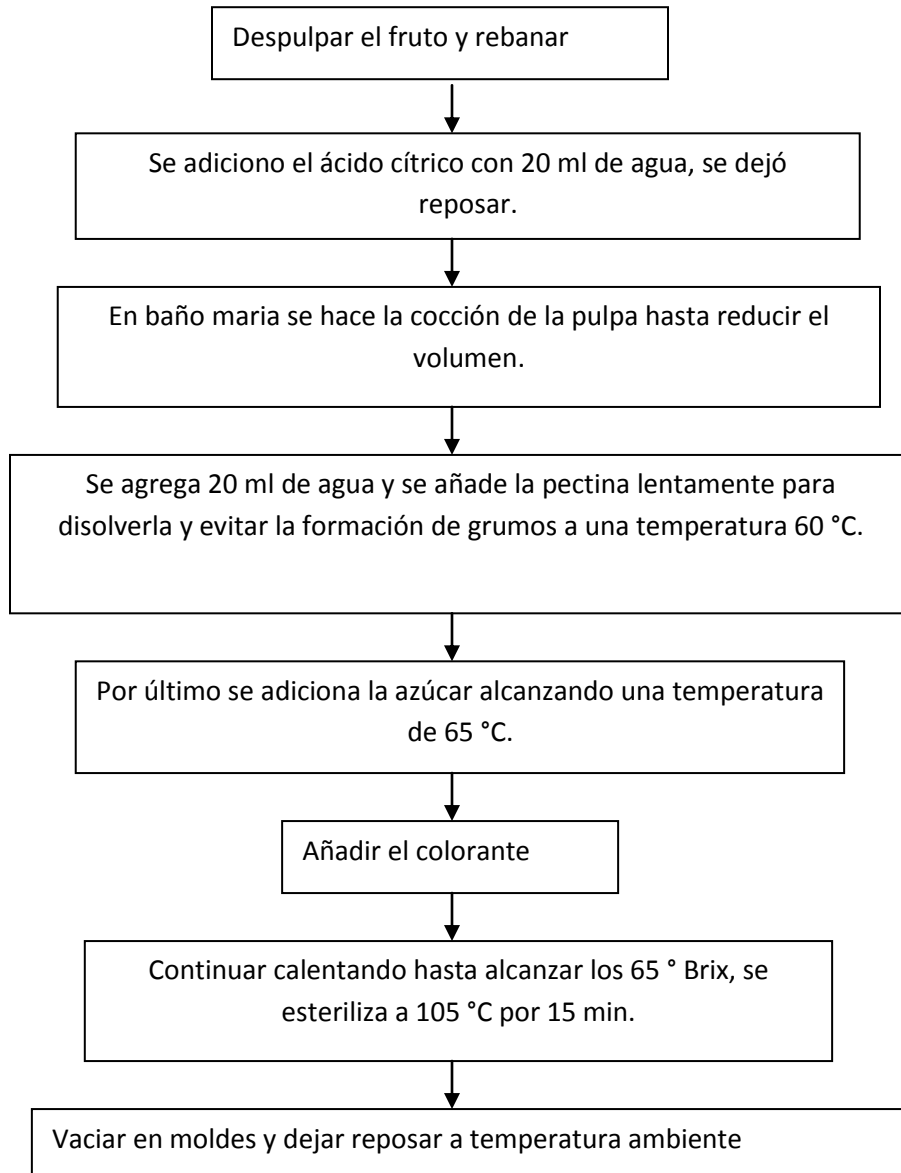 Despulpar el fruto y rebanar
Se adiciono el ácido cítrico con 20 ml de agua, se dejó
reposar.
En baño maria se hace la cocción de la pulpa hasta reducir el
volumen.
Se agrega 20 ml de agua y se añade la pectina lentamente para
disolverla y evitar la formación de grumos a una temperatura 60 °C.
Por último se adiciona la azúcar alcanzando una temperatura
de 65 °C.
Añadir el colorante
Continuar calentando hasta alcanzar los 65 ° Brix, se
esteriliza a 105 °C por 15 min.
Vaciar en moldes y dejar reposar a temperatura ambiente